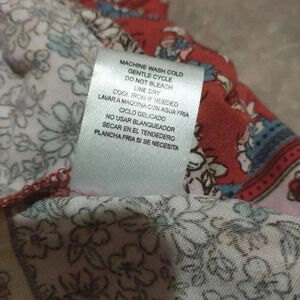 MACHINE WASH COLD
GENTLE CYCLE
DO NOT BLEACH
LINE DRY
COOL IRON IF NEEDED
LAVAR À MAQUINA CON AGUA FRIA
CICLO DELICADO
NO USAR BLANQUEADOR
SECAR EN EL TENDEDERO
PLANCHA FRIA SI SE NECESITA